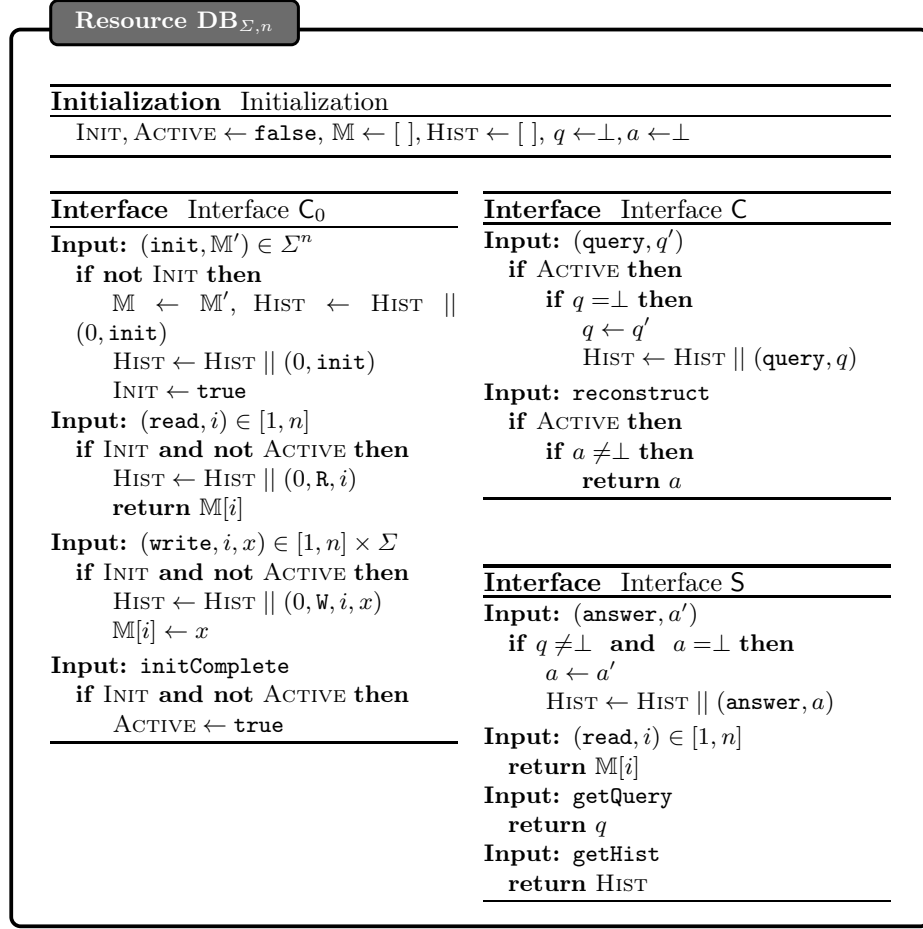 Resource DB_{Σ,n}
Initialization Initialization
INIT, ACTIVE ← false, 𝕄 ← [ ], HIST ← [ ], q ←⊥, a ←⊥
Interface Interface C₀
Input: (init, 𝕄′) ∈ Σⁿ
if not INIT then
𝕄 ← 𝕄′, HIST ← HIST ||
(0, init)
HIST ← HIST || (0, init)
INIT ← true
Input: (read, i) ∈ [1, n]
if INIT and not ACTIVE then
HIST ← HIST || (0, R, i)
return 𝕄[i]
Input: (write, i, x) ∈ [1, n] × Σ
if INIT and not ACTIVE then
HIST ← HIST || (0, W, i, x)
𝕄[i] ← x
Input: initComplete
if INIT and not ACTIVE then
ACTIVE ← true
Interface Interface C
Input: (query, q′)
if ACTIVE then
if q =⊥ then
q ← q′
HIST ← HIST || (query, q)
Input: reconstruct
if ACTIVE then
if a ≠⊥ then
return a
Interface Interface S
Input: (answer, a′)
if q ≠⊥ and a =⊥ then
a ← a′
HIST ← HIST || (answer, a)
Input: (read, i) ∈ [1, n]
return 𝕄[i]
Input: getQuery
return q
Input: getHist
return HIST